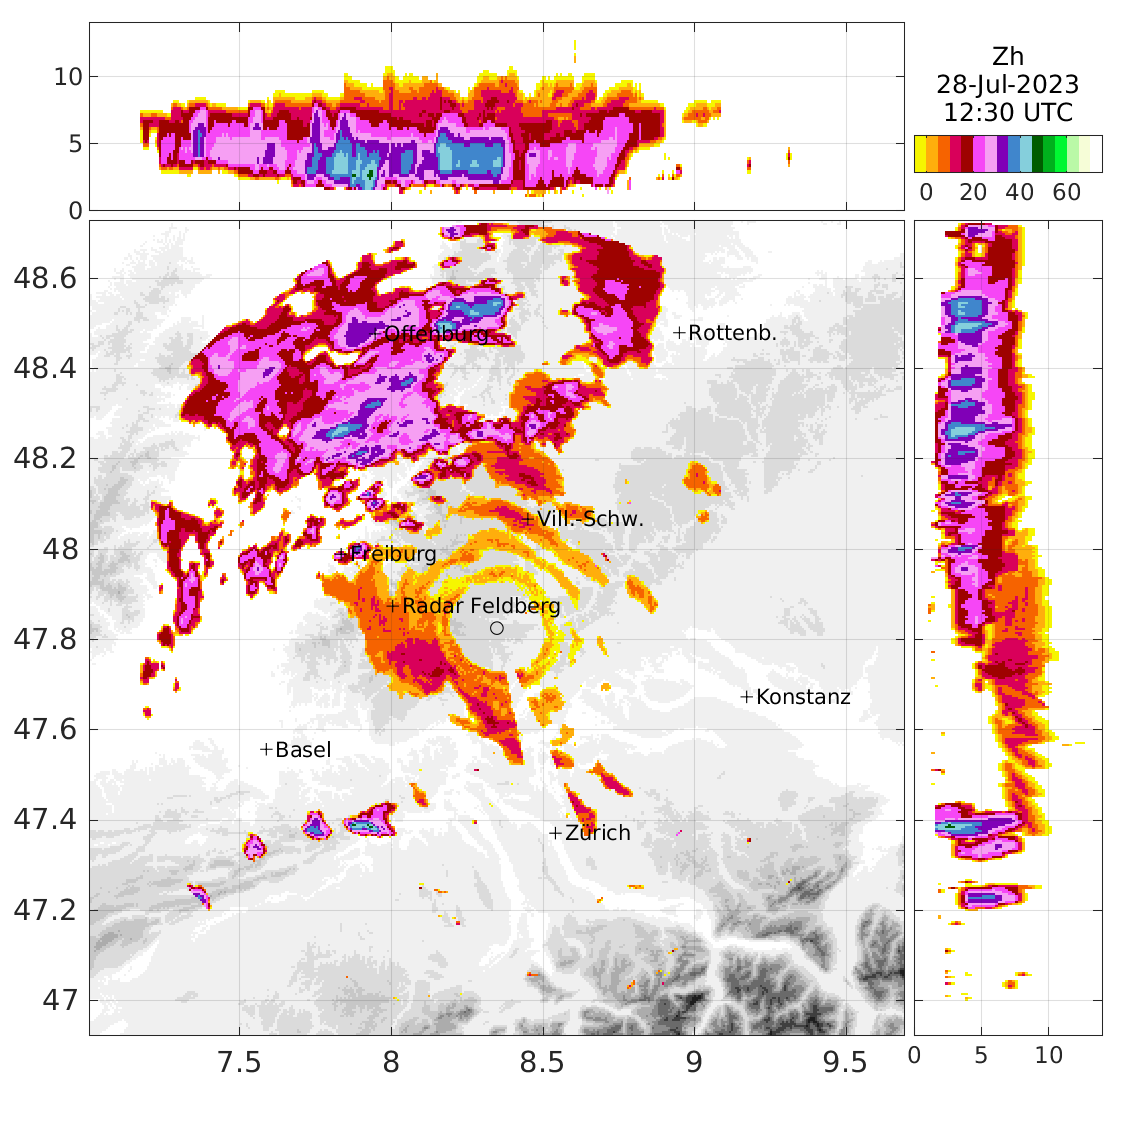 10
5
0
Zh
28-Jul-2023
12:30 UTC
0 20 40 60
48.6
48.4
48.2
48
47.8
47.6
47.4
47.2
47
Offenburg
Rottenb.
Vill.-Schw.
Freiburg
Radar Feldberg
Konstanz
Basel
Zürich
7.5 8 8.5 9 9.5
0 5 10